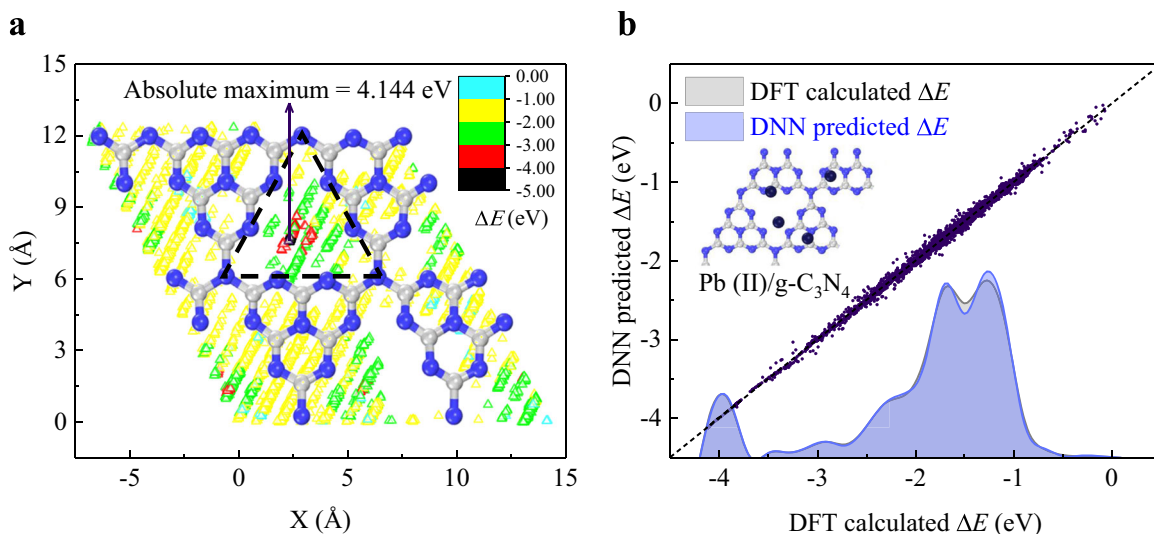 a
Absolute maximum = 4.144 eV
0.00
-1.00
-2.00
-3.00
-4.00
-5.00
ΔE (eV)
15
12
9
6
3
0
Y (Å)
-5
0
5
10
15
X (Å)
b
DFT calculated ΔE
DNN predicted ΔE
Pb (II)/g-C₃N₄
0
-1
-2
-3
-4
DNN predicted ΔE (eV)
-4
-3
-2
-1
0
DFT calculated ΔE (eV)